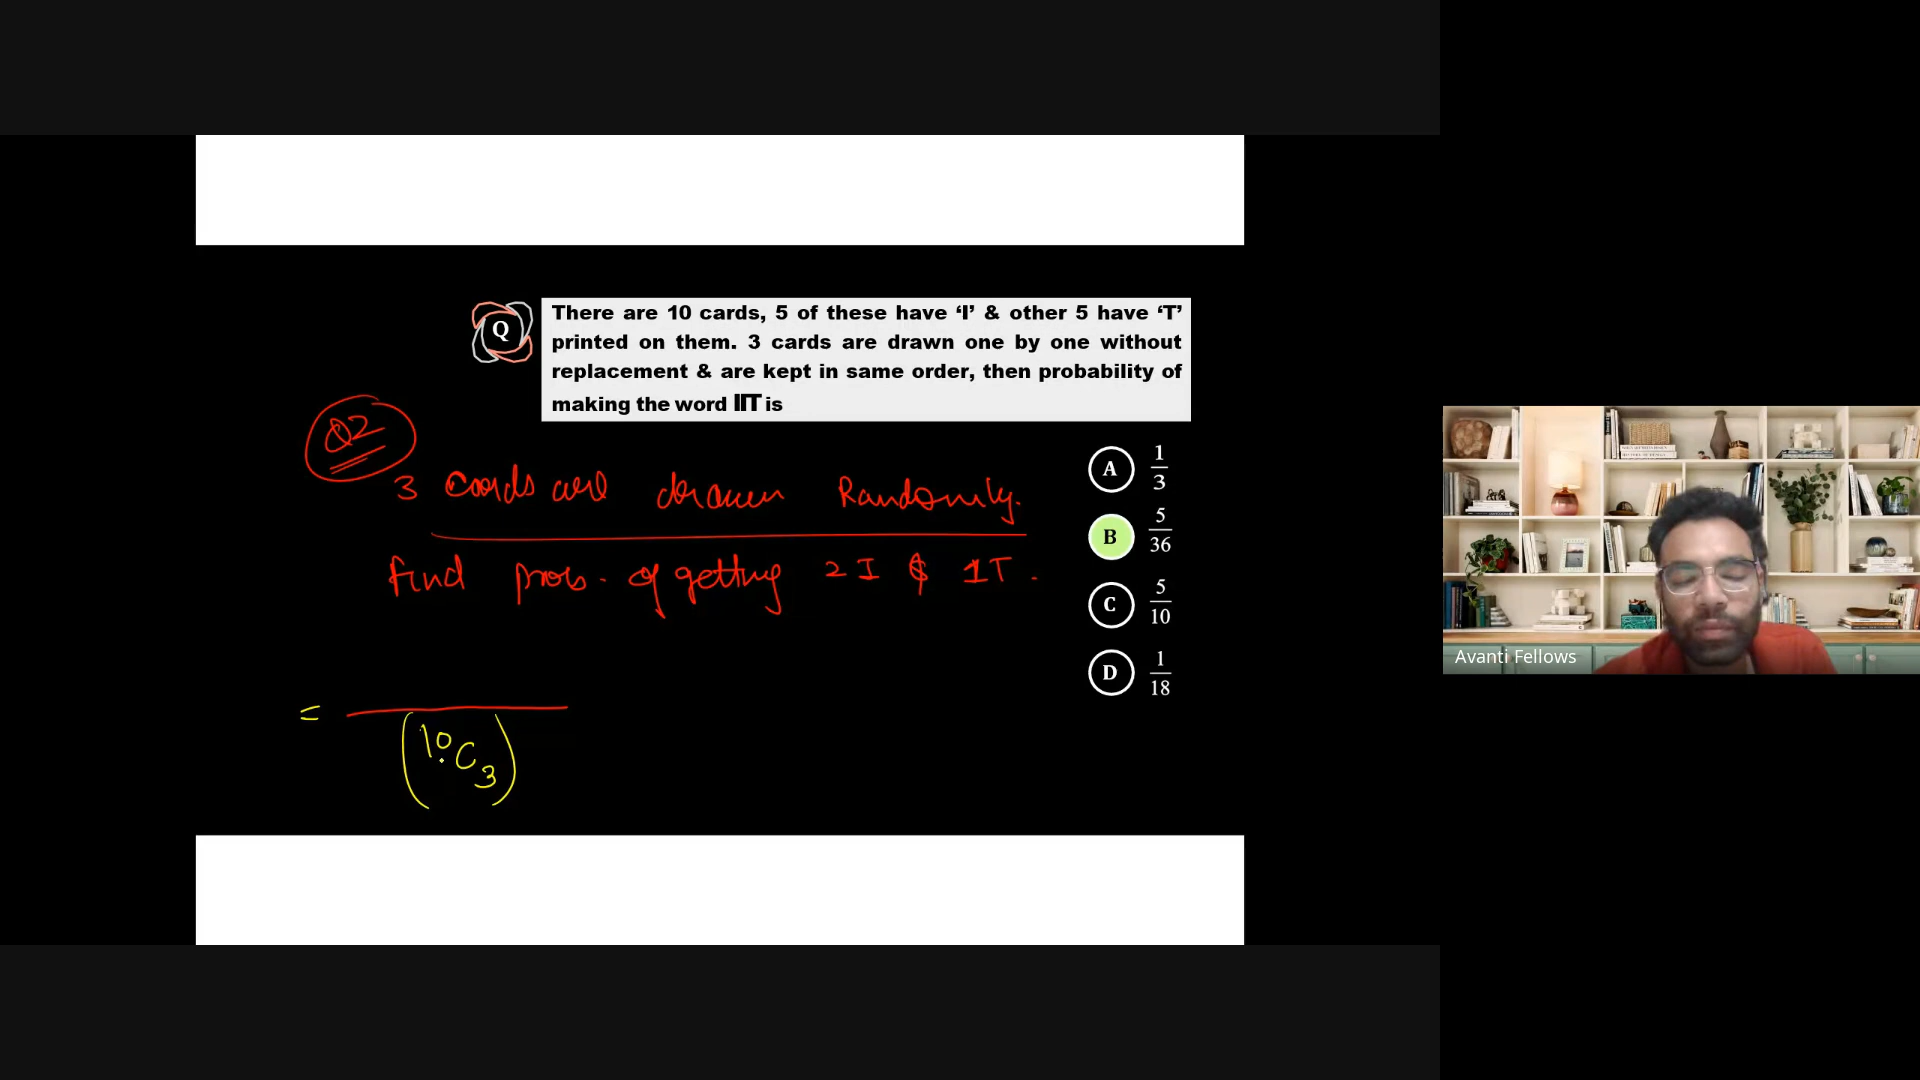 Q
There are 10 cards, 5 of these have ‘I’ & other 5 have ‘T’
printed on them. 3 cards are drawn one by one without
replacement & are kept in same order, then probability of
making the word IIT is
Q2
3 cards are drawn Randomly.
find prob. of getting 2 I & 1T.
A 1/3
B 5/36
C 5/10
D 1/18
= 
(10C3)
Avanti Fellows